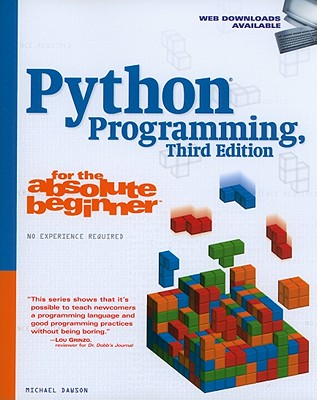 WEB DOWNLOADS
AVAILABLE
Python®
Programming,
Third Edition
for the
absolute
beginner™
NO EXPERIENCE REQUIRED
"This series shows that it's
possible to teach newcomers
a programming language and
good programming practices
without being boring."
—LOU GRINZO,
reviewer for Dr. Dobb's Journal
MICHAEL DAWSON